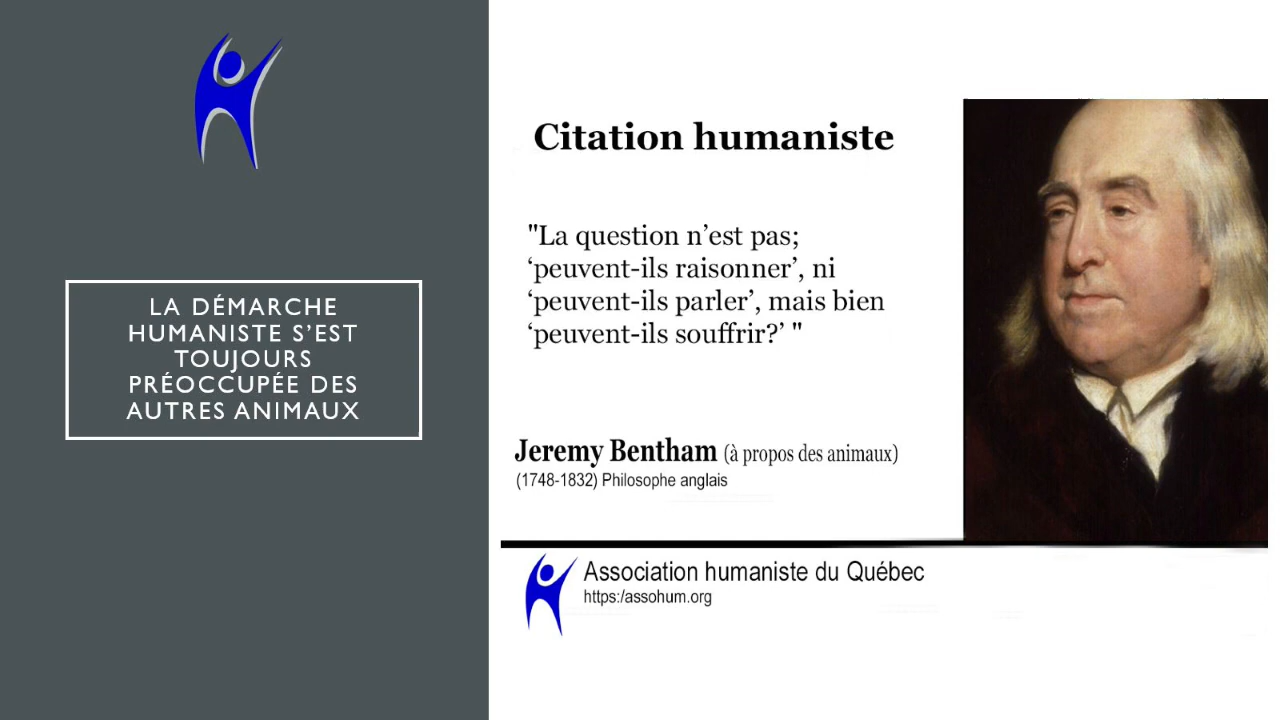 LA DÉMARCHE
HUMANISTE S’EST
TOUJOURS
PRÉOCCUPÉE DES
AUTRES ANIMAUX
Citation humaniste
"La question n’est pas;
‘peuvent-ils raisonner’, ni
‘peuvent-ils parler’, mais bien
‘peuvent-ils souffrir?’ "
Jeremy Bentham (à propos des animaux)
(1748-1832) Philosophe anglais
Association humaniste du Québec
https:/assohum.org